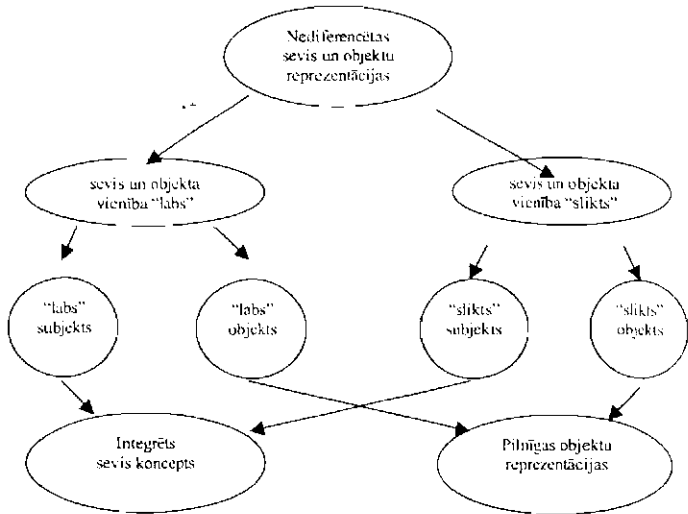 Nediferencētas
sevis un objektu
reprezentācijas
sevis un objekta
vienība “labs”
sevis un objekta
vienība “slikts”
“labs”
subjekts
“labs”
objekts
“slikts”
subjekts
“slikts”
objekts
Integrēts
sevis koncepts
Pilnīgas objektu
reprezentācijas